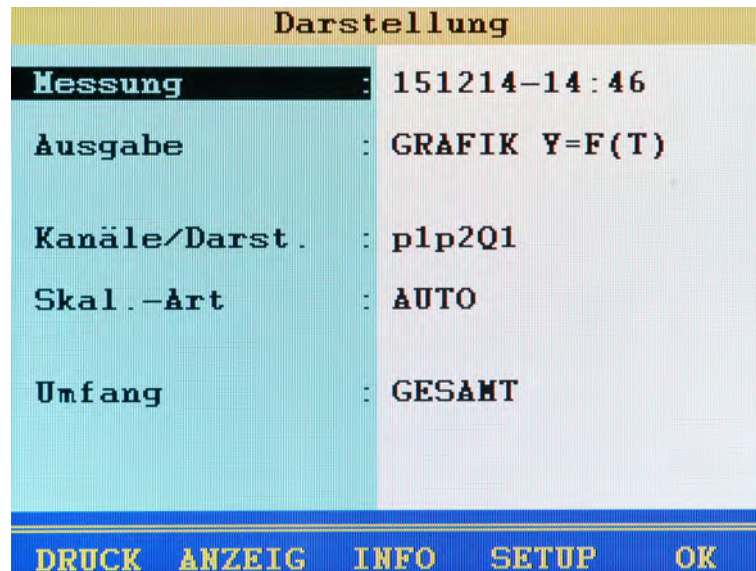 Darstellung
Messung : 151214-14:46
Ausgabe : GRAFIK Y=F(T)
Kanäle/Darst. : p1p2Q1
Skal.-Art : AUTO
Umfang : GESAMT
DRUCK ANZEIG INFO SETUP OK